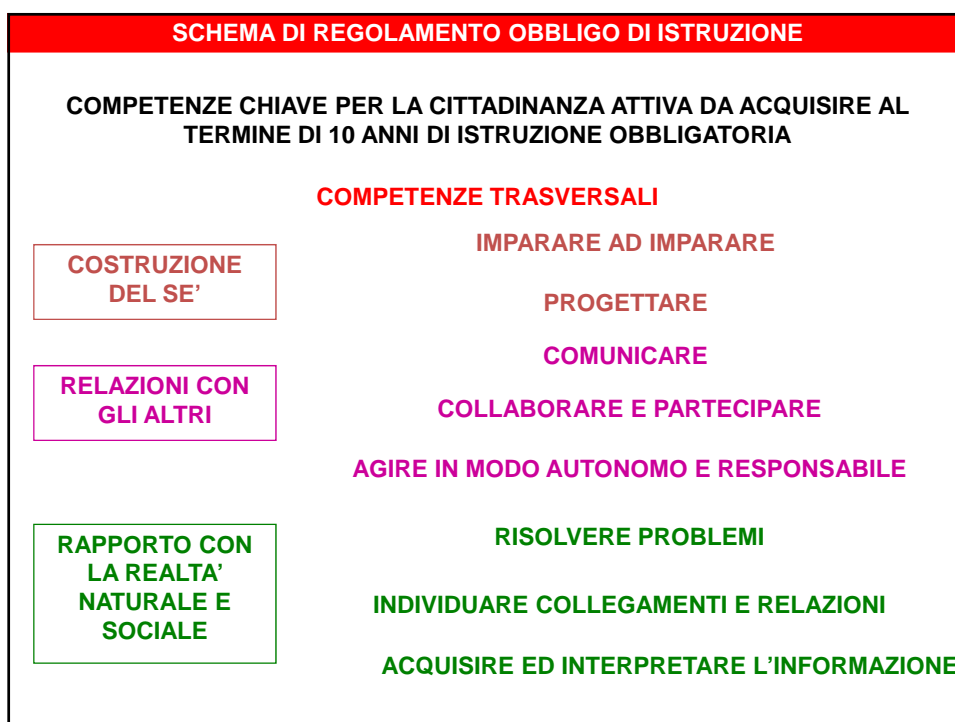 SCHEMA DI REGOLAMENTO OBBLIGO DI ISTRUZIONE
COMPETENZE CHIAVE PER LA CITTADINANZA ATTIVA DA ACQUISIRE AL
TERMINE DI 10 ANNI DI ISTRUZIONE OBBLIGATORIA
COMPETENZE TRASVERSALI
COSTRUZIONE
DEL SE’
IMPARARE AD IMPARARE
PROGETTARE
RELAZIONI CON
GLI ALTRI
COMUNICARE
COLLABORARE E PARTECIPARE
AGIRE IN MODO AUTONOMO E RESPONSABILE
RAPPORTO CON
LA REALTA’
NATURALE E
SOCIALE
RISOLVERE PROBLEMI
INDIVIDUARE COLLEGAMENTI E RELAZIONI
ACQUISIRE ED INTERPRETARE L’INFORMAZIONE